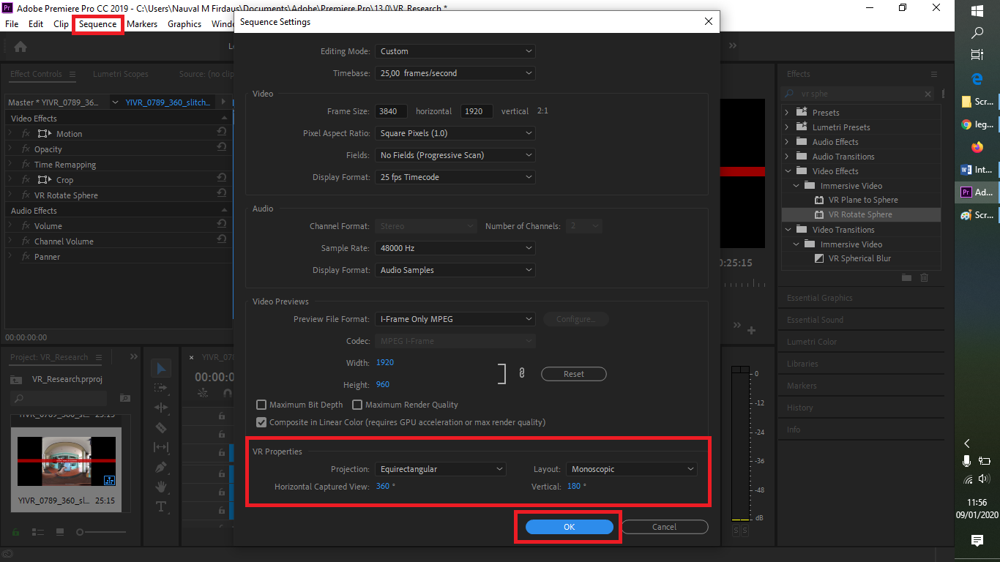 Adobe Premiere Pro CC 2019 - C:\Users\Nauval M Firdaus\Documents\Adobe\Premiere Pro\13.0\VR_Research *
File Edit Clip Sequence Markers Graphics Windo
Sequence Settings
Editing Mode: Custom
Timebase: 25,00 frames/second
Video
Frame Size: 3840 horizontal 1920 vertical 2:1
Pixel Aspect Ratio: Square Pixels (1.0)
Fields: No Fields (Progressive Scan)
Display Format: 25 fps Timecode
Audio
Channel Format: Stereo Number of Channels: 2
Sample Rate: 48000 Hz
Display Format: Audio Samples
Video Previews
Preview File Format: I-Frame Only MPEG Configure...
Codec: MPEG I-Frame
Width: 1920
Height: 960
Reset
Maximum Bit Depth Maximum Render Quality
Composite in Linear Color (requires GPU acceleration or max render quality)
VR Properties
Projection: Equirectangular Layout: Monoscopic
Horizontal Captured View: 360 ° Vertical: 180 °
OK Cancel
Effect Controls Lumetri Scopes Source: (no clip
Master * YIVR_0789_36... YIVR_0789_360_slitch...
Video Effects
fx Motion
fx Opacity
Time Remapping
fx Crop
fx VR Rotate Sphere
Audio Effects
fx Volume
fx Channel Volume
fx Panner
00:00:00:00
Project: VR_Research
VR_Research.prproj
YIVR_0789_360_sl... 25:15
YIVR_0789_360_sl... 25:15
YIVR_07
00:00:0
0:25:15
Effects
vr sphe
Presets
Lumetri Presets
Audio Effects
Audio Transitions
Video Effects
Immersive Video
VR Plane to Sphere
VR Rotate Sphere
Video Transitions
Immersive Video
VR Spherical Blur
Essential Graphics
Essential Sound
Lumetri Color
Libraries
Markers
History
Info
0
-12
-24
-36
-48
dB
S S
Scr...
leg...
Int...
Ad...
Scr...
11:56
09/01/2020